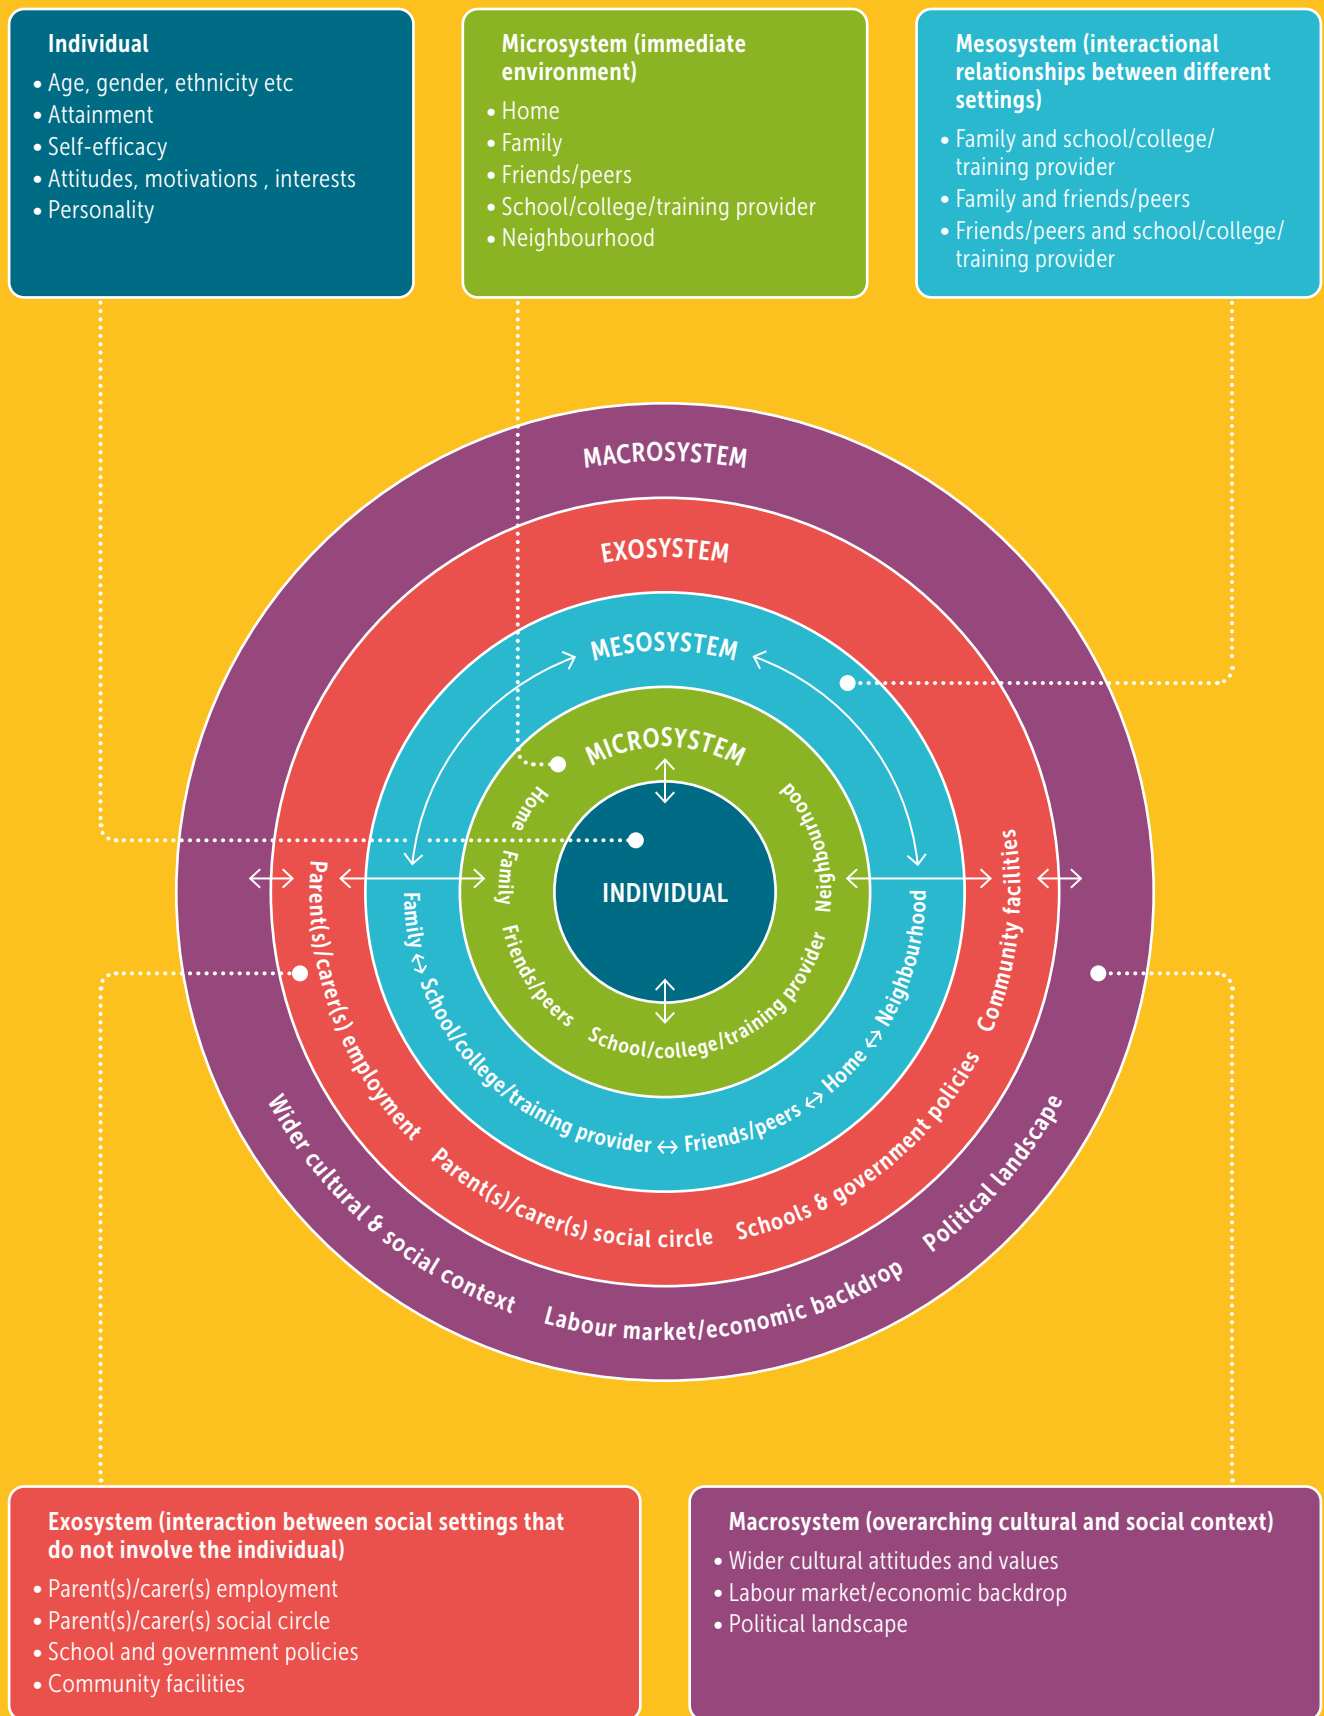 Individual
• Age, gender, ethnicity etc
• Attainment
• Self-efficacy
• Attitudes, motivations , interests
• Personality
Microsystem (immediate
environment)
• Home
• Family
• Friends/peers
• School/college/training provider
• Neighbourhood
Mesosystem (interactional
relationships between different
settings)
• Family and school/college/
training provider
• Family and friends/peers
• Friends/peers and school/college/
training provider
MACROSYSTEM
EXOSYSTEM
MESOSYSTEM
MICROSYSTEM
INDIVIDUAL
Home
Family
Friends/peers
School/college/training provider
Neighbourhood
Family ↔ School/college/training provider ↔ Friends/peers ↔ Home ↔ Neighbourhood
Parent(s)/carer(s) employment
Parent(s)/carer(s) social circle
Schools & government policies
Community facilities
Wider cultural & social context
Labour market/economic backdrop
Political landscape
Exosystem (interaction between social settings that
do not involve the individual)
• Parent(s)/carer(s) employment
• Parent(s)/carer(s) social circle
• School and government policies
• Community facilities
Macrosystem (overarching cultural and social context)
• Wider cultural attitudes and values
• Labour market/economic backdrop
• Political landscape